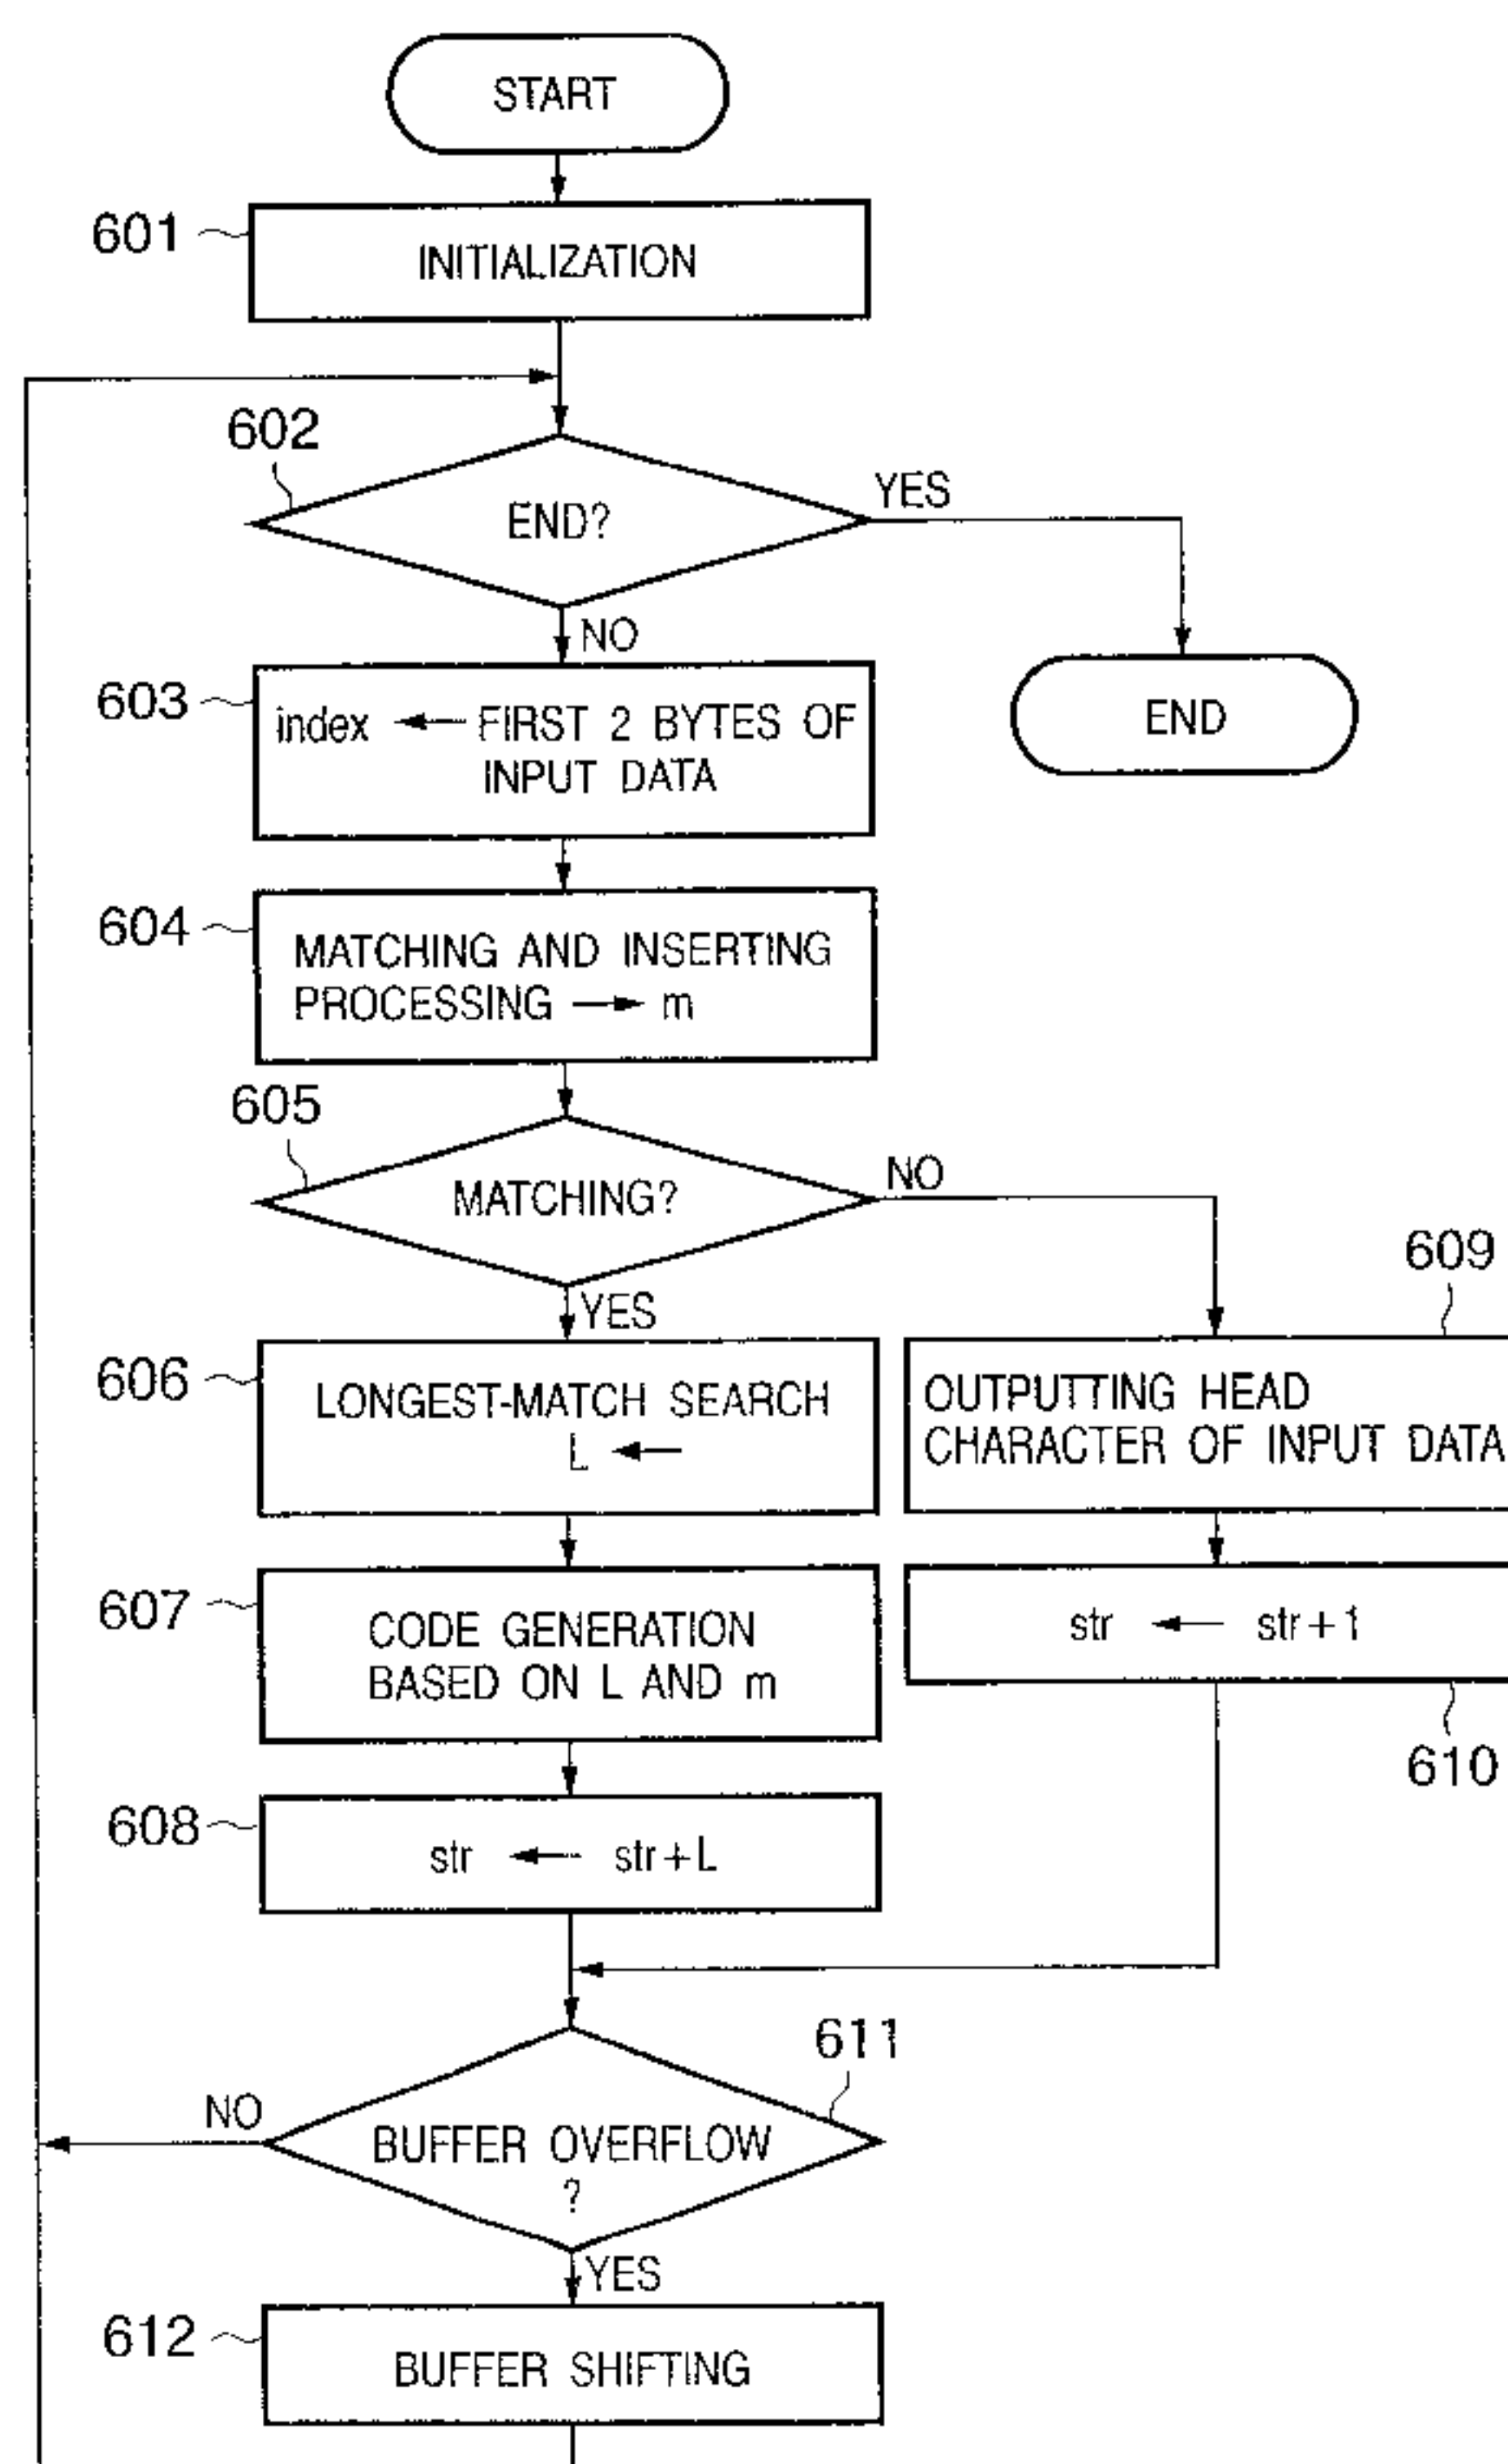 START
601
INITIALIZATION
602
END?
YES
NO
603
index ← FIRST 2 BYTES OF
INPUT DATA
END
604
MATCHING AND INSERTING
PROCESSING → m
605
MATCHING?
NO
YES
609
606
LONGEST-MATCH SEARCH
L ←
OUTPUTTING HEAD
CHARACTER OF INPUT DATA
607
CODE GENERATION
BASED ON L AND m
str ← str+1
610
608
str ← str+L
611
NO
BUFFER OVERFLOW
?
YES
612
BUFFER SHIFTING